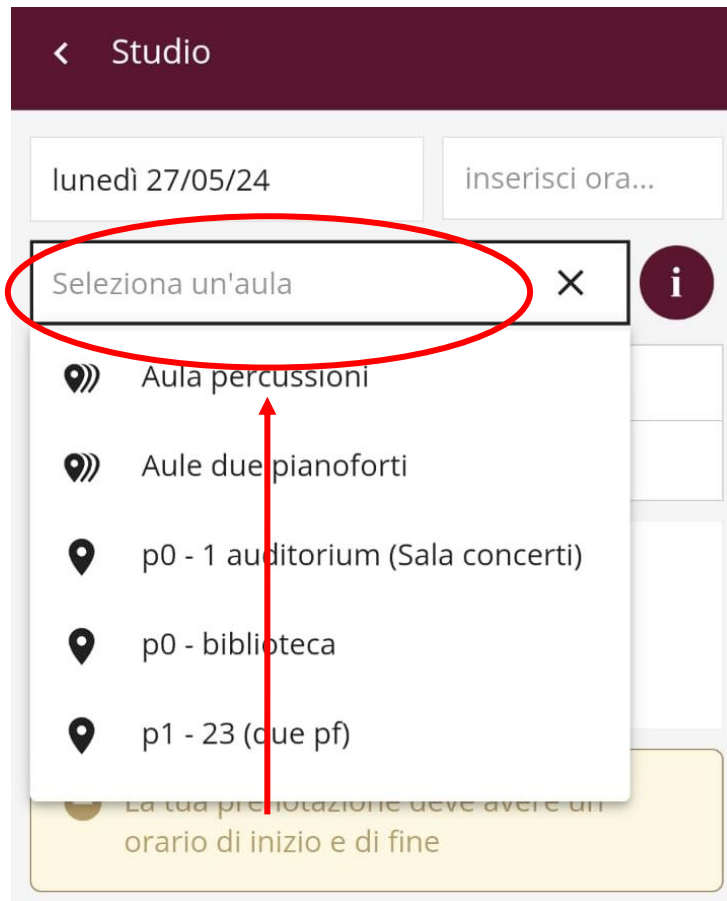 Studio
lunedì 27/05/24
inserisci ora...
Seleziona un'aula
i
Aula percussioni
Aule due pianoforti
p0 - 1 auditorium (Sala concerti)
p0 - biblioteca
p1 - 23 (due pf)
La tua prenotazione deve avere un
orario di inizio e di fine